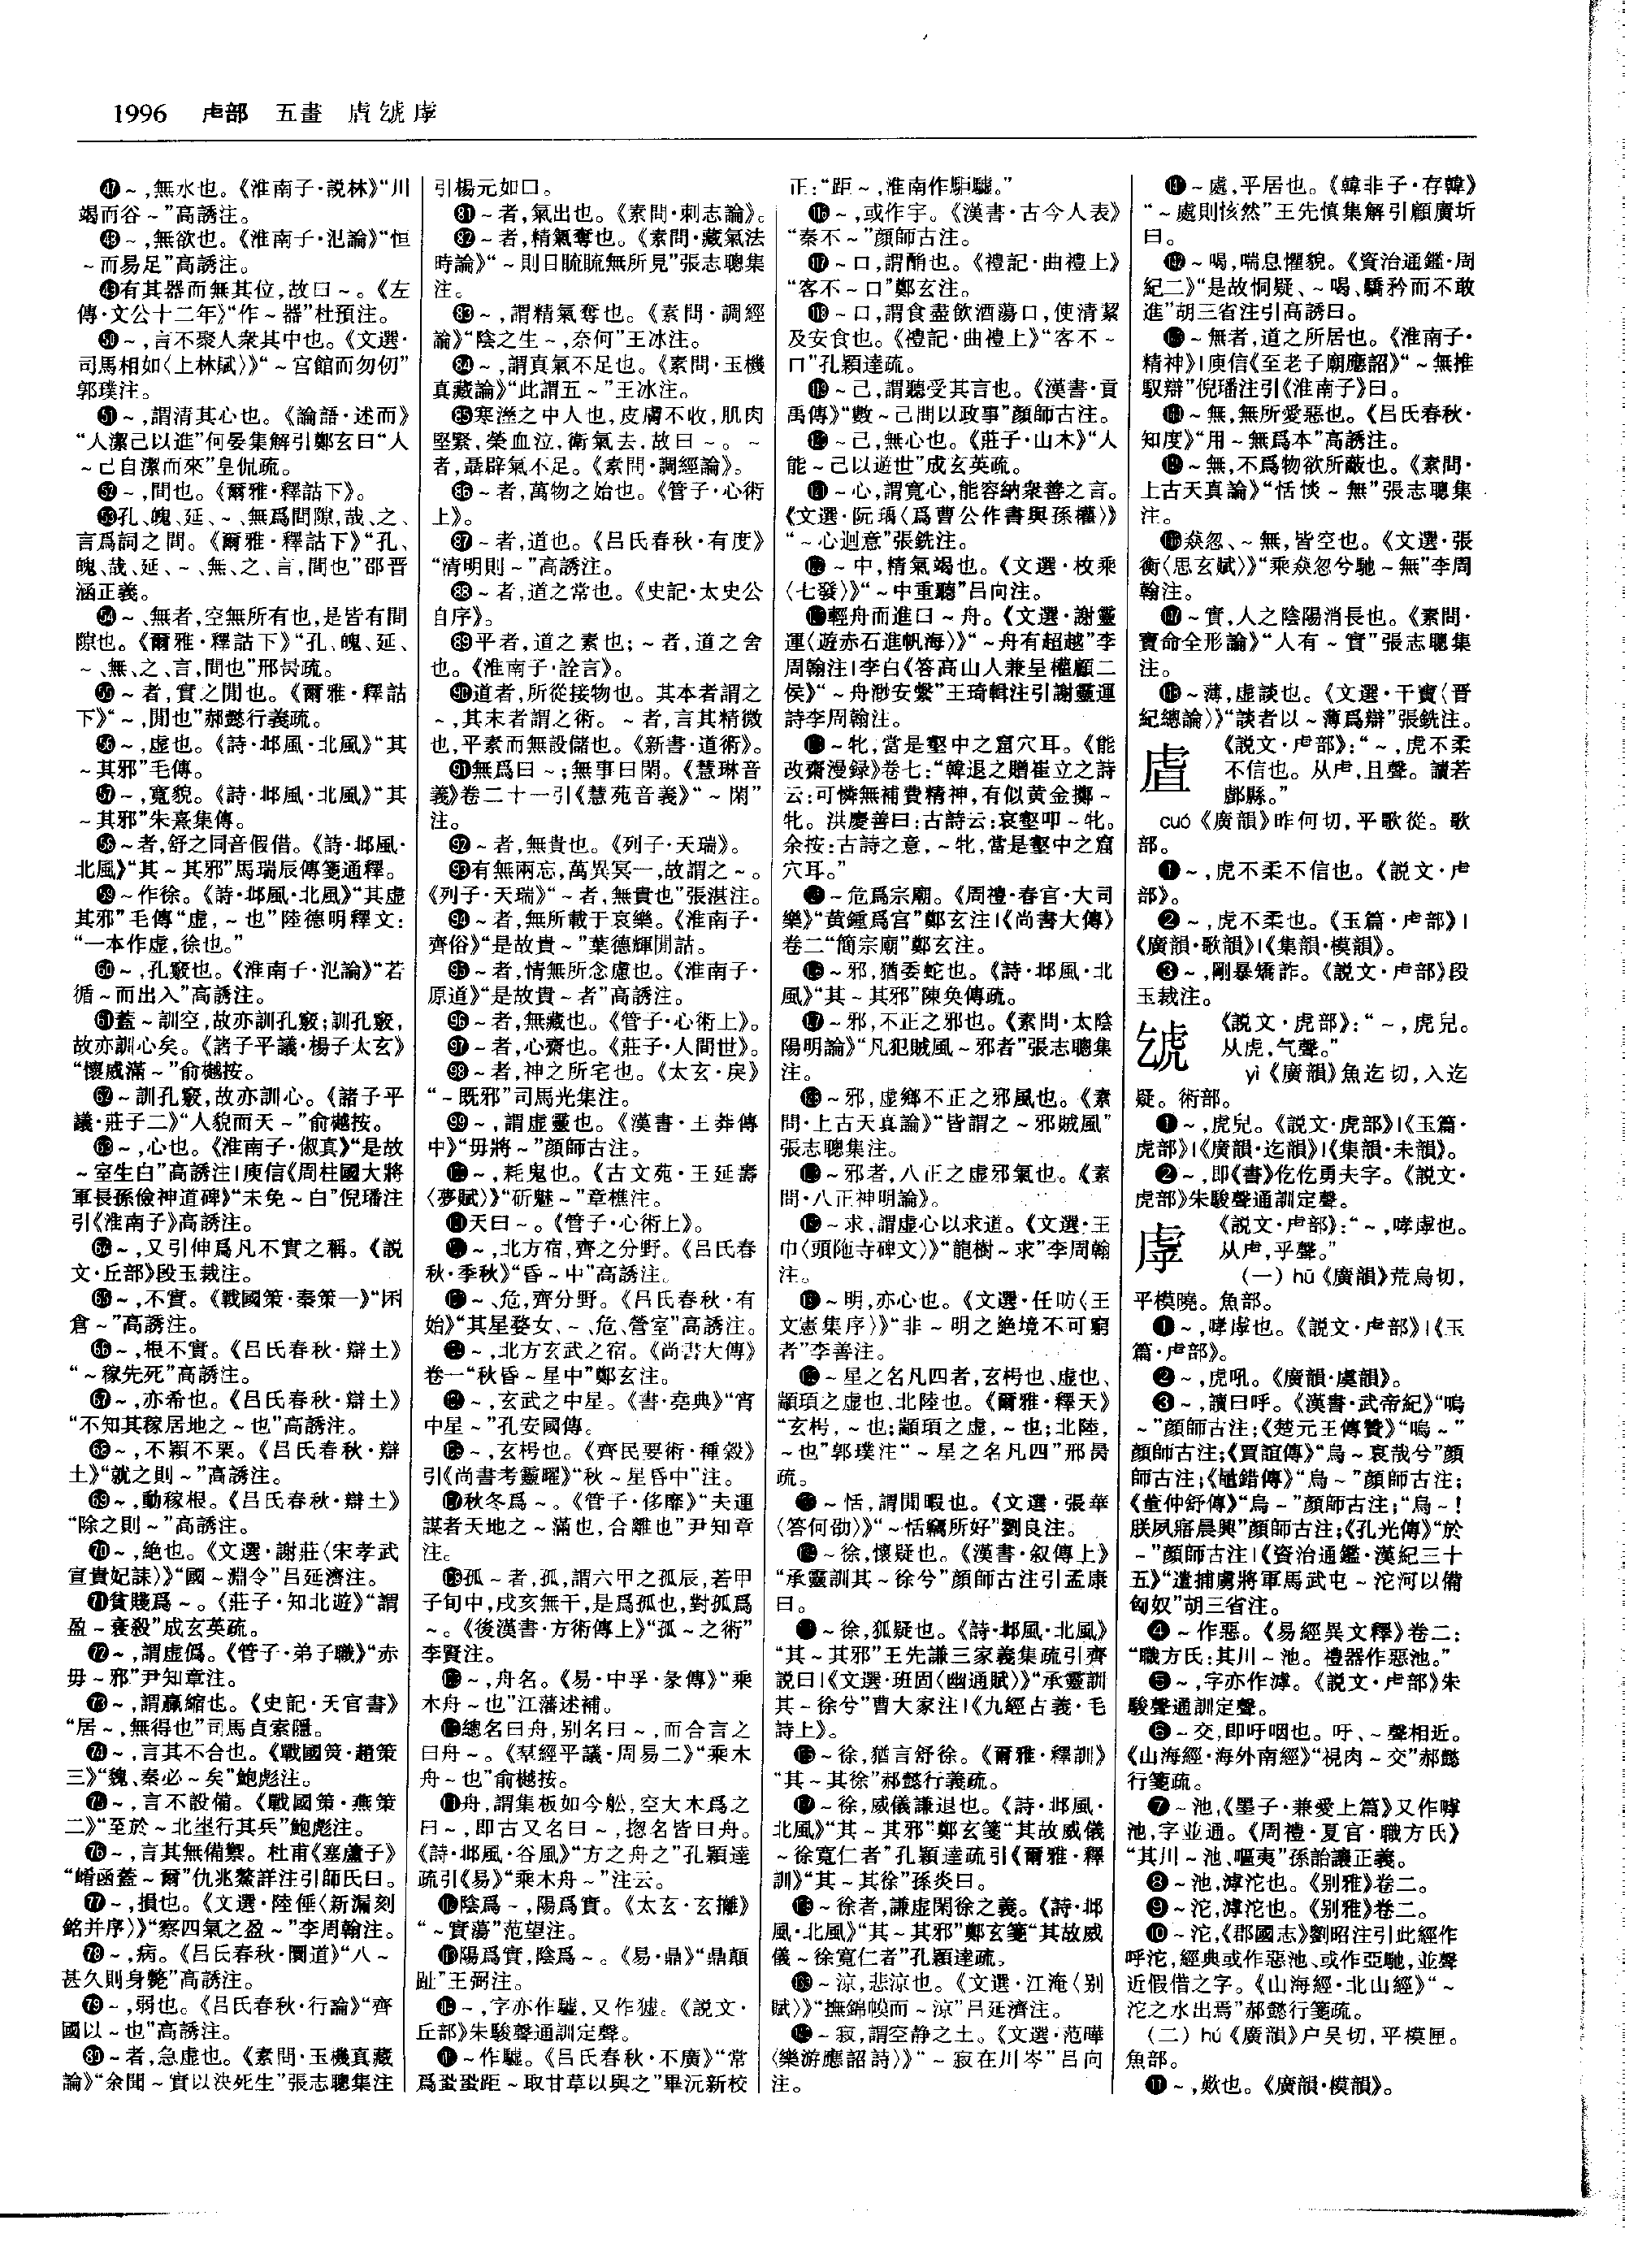 1996 虍部 五畫 虘虓虖
㊼~,無水也。《淮南子·説林》“川
竭而谷~”高誘注。
㊽~,無欲也。《淮南子·氾論》“恒
~而易足”高誘注。
㊾有其器而無其位,故曰~。《左
傳·文公十二年》“作~器”杜預注。
㊿~,言不聚人衆其中也。《文選·
司馬相如〈上林賦〉》“~宫館而勿仞”
郭璞注。
51~,謂清其心也。《論語·述而》
“人潔己以進”何晏集解引鄭玄曰“人
~己自潔而來”皇侃疏。
52~,間也。《爾雅·釋詁下》。
53孔、魄、延、~、無爲間隙,哉、之、
言爲詞之間。《爾雅·釋詁下》“孔、
魄、哉、延、~、無、之、言,間也”邵晋
涵正義。
54~、無者,空無所有也,是皆有間
隙也。《爾雅·釋詁下》“孔、魄、延、
~、無、之、言,間也”邢昺疏。
55~者,實之閒也。《爾雅·釋詁
下》“~,閒也”郝懿行義疏。
56~,虚也。《詩·邶風·北風》“其
~其邪”毛傳。
57~,寬貌。《詩·邶風·北風》“其
~其邪”朱熹集傳。
58~者,舒之同音假借。《詩·邶風·
北風》“其~其邪”馬瑞辰傳箋通釋。
59~作徐。《詩·邶風·北風》“其虚
其邪”毛傳“虚,~也”陸德明釋文:
“一本作虚,徐也。”
60~,孔竅也。《淮南子·氾論》“若
循~而出入”高誘注。
61蓋~訓空,故亦訓孔竅;訓孔竅,
故亦訓心矣。《諸子平議·楊子太玄》
“懷威滿~”俞樾按。
62~訓孔竅,故亦訓心。《諸子平
議·莊子二》“人貌而天~”俞樾按。
63~,心也。《淮南子·俶真》“是故
~室生白”高誘注|庾信《周柱國大將
軍長孫儉神道碑》“未免~白”倪璠注
引《淮南子》高誘注。
64~,又引伸爲凡不實之稱。《説
文·丘部》段玉裁注。
65~,不實。《戰國策·秦策一》“囷
倉~”高誘注。
66~,根不實。《吕氏春秋·辯土》
“~稼先死”高誘注。
67~,亦希也。《吕氏春秋·辯土》
“不知其稼居地之~也”高誘注。
68~,不穎不栗。《吕氏春秋·辯
土》“就之則~”高誘注。
69~,動稼根。《吕氏春秋·辯土》
“除之則~”高誘注。
70~,絶也。《文選·謝莊〈宋孝武
宣貴妃誄〉》“國~淵令”吕延濟注。
71貧賤爲~。《莊子·知北遊》“謂
盈~衰殺”成玄英疏。
72~,謂虚僞。《管子·弟子職》“亦
毋~邪”尹知章注。
73~,謂贏縮也。《史記·天官書》
“居~,無得也”司馬貞索隱。
74~,言其不合也。《戰國策·趙策
三》“魏、秦必~矣”鮑彪注。
75~,言不設備。《戰國策·燕策
二》“至於~北垩行其兵”鮑彪注。
76~,言其無備禦。杜甫《塞蘆子》
“崤函蓋~爾”仇兆鰲詳注引師氏曰。
77~,損也。《文選·陸倕〈新漏刻
銘并序〉》“察四氣之盈~”李周翰注。
78~,病。《吕氏春秋·圜道》“八~
甚久則身斃”高誘注。
79~,弱也。《吕氏春秋·行論》“齊
國以~也”高誘注。
80~者,急虚也。《素問·玉機真藏
論》“余聞~實以決死生”張志聰集注
引楊元如曰。
81~者,氣出也。《素問·刺志論》。
82~者,精氣奪也。《素問·藏氣法
時論》“~則目䀮䀮無所見”張志聰集
注。
83~,謂精氣奪也。《素問·調經
論》“陰之生~,奈何”王冰注。
84~,謂真氣不足也。《素問·玉機
真藏論》“此謂五~”王冰注。
85寒溼之中人也,皮膚不收,肌肉
堅緊,榮血泣,衛氣去,故曰~。~
者,聶辟氣不足。《素問·調經論》。
86~者,萬物之始也。《管子·心術
上》。
87~者,道也。《吕氏春秋·有度》
“清明則~”高誘注。
88~者,道之常也。《史記·太史公
自序》。
89平者,道之素也;~者,道之舍
也。《淮南子·詮言》。
90道者,所從接物也。其本者謂之
~,其末者謂之術。~者,言其精微
也,平素而無設儲也。《新書·道術》。
91無爲曰~;無事曰閑。《慧琳音
義》卷二十一引《慧苑音義》“~閑”
注。
92~者,無貴也。《列子·天瑞》。
93有無兩忘,萬異冥一,故謂之~。
《列子·天瑞》“~者,無貴也”張湛注。
94~者,無所載于哀樂。《淮南子·
齊俗》“是故貴~”葉德輝閒詁。
95~者,情無所念慮也。《淮南子·
原道》“是故貴~者”高誘注。
96~者,無藏也。《管子·心術上》。
97~者,心齋也。《莊子·人間世》。
98~者,神之所宅也。《太玄·戾》
“~既邪”司馬光集注。
99~,謂虚靈也。《漢書·王莽傳
中》“毋將~”顔師古注。
~,耗鬼也。《古文苑·王延壽
〈夢賦〉》“斫魅~”章樵注。
天曰~。《管子·心術上》。
~,北方宿,齊之分野。《吕氏春
秋·季秋》“昏~中”高誘注。
~、危,齊分野。《吕氏春秋·有
始》“其星婺女、~、危、營室”高誘注。
~,北方玄武之宿。《尚書大傳》
卷一“秋昏~星中”鄭玄注。
~,玄武之中星。《書·堯典》“宵
中星~”孔安國傳。
~,玄枵也。《齊民要術·種穀》
引《尚書考靈曜》“秋~星昏中”注。
秋冬爲~。《管子·侈靡》“夫運
謀者天地之~滿也,合離也”尹知章
注。
孤~者,孤,謂六甲之孤辰,若甲
子旬中,戌亥無干,是爲孤也,對孤爲
~。《後漢書·方術傳上》“孤~之術”
李賢注。
~,舟名。《易·中孚·彖傳》“乘
木舟~也”江藩述補。
總名曰舟,别名曰~,而合言之
曰舟~。《羣經平議·周易二》“乘木
舟~也”俞樾按。
舟,謂集板如今舩,空大木爲之
曰~,即古又名曰~,揔名皆曰舟。
《詩·邶風·谷風》“方之舟之”孔穎達
疏引《易》“乘木舟~”注云。
陰爲~,陽爲實。《太玄·玄攡》
“~實蕩”范望注。
陽爲實,陰爲~。《易·鼎》“鼎顛
趾”王弼注。
~,字亦作驉,又作㺔。《説文·
丘部》朱駿聲通訓定聲。
~作驉。《吕氏春秋·不廣》“常
爲蛩蛩距~取甘草以與之”畢沅新校
正:“距~,淮南作駏驉。”
116~,或作宇。《漢書·古今人表》
“秦不~”顔師古注。
117~口,謂酳也。《禮記·曲禮上》
“客不~口”鄭玄注。
118~口,謂食盡飲酒蕩口,使清絜
及安食也。《禮記·曲禮上》“客不~
口”孔穎達疏。
119~己,謂聽受其言也。《漢書·貢
禹傳》“數~己問以政事”顔師古注。
~己,無心也。《莊子·山木》“人
能~己以遊世”成玄英疏。
~心,謂寬心,能容納衆善之言。
《文選·阮瑀〈爲曹公作書與孫權〉》
“~心迴意”張銑注。
~中,精氣竭也。《文選·枚乘
〈七發〉》“~中重聽”吕向注。
輕舟而進曰~舟。《文選·謝靈
運〈遊赤石進帆海〉》“~舟有超越”李
周翰注|李白《答高山人兼呈權顧二
侯》“~舟渺安繫”王琦輯注引謝靈運
詩李周翰注。
~牝,當是壑中之窟穴耳。《能
改齋漫録》卷七:“韓退之贈崔立之詩
云:可憐無補費精神,有似黄金擲~
牝。洪慶善曰:古詩云:哀壑叩~牝。
余按:古詩之意,~牝,當是壑中之窟
穴耳。”
~危爲宗廟。《周禮·春官·大司
樂》“黄鍾爲宫”鄭玄注|《尚書大傳》
卷二“簡宗廟”鄭玄注。
~邪,猶委蛇也。《詩·邶風·北
風》“其~其邪”陳奂傳疏。
~邪,不正之邪也。《素問·太陰
陽明論》“凡犯賊風~邪者”張志聰集
注。
~邪,虚鄉不正之邪風也。《素
問·上古天真論》“皆謂之~邪賊風”
張志聰集注。
~邪者,八正之虚邪氣也。《素
問·八正神明論》。
~求,謂虚心以求道。《文選·王
巾〈頭陁寺碑文〉》“龍樹~求”李周翰
注。
~明,亦心也。《文選·任昉〈王
文憲集序〉》“非~明之絶境不可窮
者”李善注。
~星之名凡四者,玄枵也、虚也、
顓頊之虚也、北陸也。《爾雅·釋天》
“玄枵,~也;顓頊之虚,~也;北陸,
~也”郭璞注“~星之名凡四”邢昺
疏。
~恬,謂閒暇也。《文選·張華
〈答何劭〉》“~恬竊所好”劉良注。
~徐,懷疑也。《漢書·叙傳上》
“承靈訓其~徐兮”顔師古注引孟康
曰。
~徐,狐疑也。《詩·邶風·北風》
“其~其邪”王先謙三家義集疏引齊
説曰|《文選·班固〈幽通賦〉》“承靈訓
其~徐兮”曹大家注|《九經古義·毛
詩上》。
~徐,猶言舒徐。《爾雅·釋訓》
“其~其徐”郝懿行義疏。
~徐,威儀謙退也。《詩·邶風·
北風》“其~其邪”鄭玄箋“其故威儀
~徐寬仁者”孔穎達疏引《爾雅·釋
訓》“其~其徐”孫炎曰。
~徐者,謙虚閑徐之義。《詩·邶
風·北風》“其~其邪”鄭玄箋“其故威
儀~徐寬仁者”孔穎達疏。
~涼,悲涼也。《文選·江淹〈别
賦〉》“撫錦幙而~涼”吕延濟注。
~寂,謂空静之土。《文選·范曄
〈樂游應詔詩〉》“~寂在川岑”吕向
注。
~處,平居也。《韓非子·存韓》
“~處則㤥然”王先慎集解引顧廣圻
曰。
~喝,喘息懼貌。《資治通鑑·周
紀二》“是故恫疑、~喝、驕矜而不敢
進”胡三省注引高誘曰。
~無者,道之所居也。《淮南子·
精神》|庾信《至老子廟應詔》“~無推
馭辯”倪璠注引《淮南子》曰。
~無,無所愛惡也。《吕氏春秋·
知度》“用~無爲本”高誘注。
~無,不爲物欲所蔽也。《素問·
上古天真論》“恬惔~無”張志聰集
注。
猋忽、~無,皆空也。《文選·張
衡〈思玄賦〉》“乘猋忽兮馳~無”李周
翰注。
~實,人之陰陽消長也。《素問·
寶命全形論》“人有~實”張志聰集
注。
~薄,虚談也。《文選·干寶〈晋
紀總論〉》“談者以~薄爲辯”張銑注。
虘
《説文·虍部》:“~,虎不柔
不信也。从虍,且聲。讀若
鄌縣。”
cuó《廣韻》昨何切,平歌從。歌
部。
❶~,虎不柔不信也。《説文·虍
部》。
❷~,虎不柔也。《玉篇·虍部》|
《廣韻·歌韻》|《集韻·模韻》。
❸~,剛暴矯詐。《説文·虍部》段
玉裁注。
《説文·虎部》:“~,虎皃。
从虎,气聲。”
yì《廣韻》魚迄切,入迄
疑。術部。
❶~,虎皃。《説文·虎部》|《玉篇·
虎部》|《廣韻·迄韻》|《集韻·未韻》。
❷~,即《書》仡仡勇夫字。《説文·
虎部》朱駿聲通訓定聲。
虖
《説文·虍部》:“~,哮虖也。
从虍,乎聲。”
(一)hū《廣韻》荒烏切,
平模曉。魚部。
❶~,哮虖也。《説文·虍部》|《玉
篇·虍部》。
❷~,虎吼。《廣韻·虞韻》。
❸~,讀曰呼。《漢書·武帝紀》“嗚
~”顔師古注;《楚元王傳贊》“嗚~”
顔師古注;《賈誼傳》“烏~哀哉兮”顔
師古注;《鼂錯傳》“烏~”顔師古注;
《董仲舒傳》“烏~”顔師古注;“烏~!
朕夙寤晨興”顔師古注;《孔光傳》“於
~”顔師古注|《資治通鑑·漢紀三十
五》“遣捕虜將軍馬武屯~沱河以備
匈奴”胡三省注。
❹~作惡。《易經異文釋》卷二:
“職方氏:其川~池。禮器作惡池。”
❺~,字亦作滹。《説文·虍部》朱
駿聲通訓定聲。
❻~交,即吁咽也。吁、~聲相近。
《山海經·海外南經》“視肉~交”郝懿
行箋疏。
❼~池,《墨子·兼愛上篇》又作嘑
池,字並通。《周禮·夏官·職方氏》
“其川~池、嘔夷”孫詒讓正義。
❽~池,滹沱也。《别雅》卷二。
❾~沱,滹沱也。《别雅》卷二。
❿~沱,《郡國志》劉昭注引此經作
呼沱,經典或作惡池、或作亞馳,並聲
近假借之字。《山海經·北山經》“~
沱之水出焉”郝懿行箋疏。
(二)hú《廣韻》户吴切,平模匣。
魚部。
⓫~,歎也。《廣韻·模韻》。